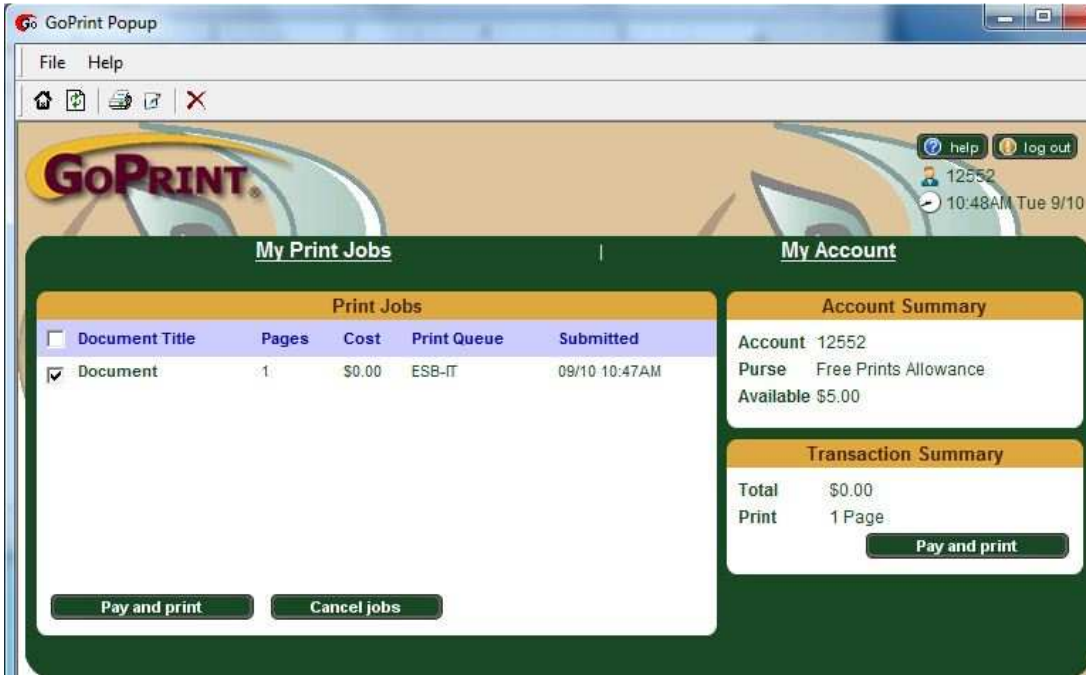 Go GoPrint Popup
File Help
GOPRINT®
help log out
12552
10:48AM Tue 9/10
My Print Jobs | My Account
Print Jobs
Document Title Pages Cost Print Queue Submitted
Document 1 $0.00 ESB-IT 09/10 10:47AM
Pay and print Cancel jobs
Account Summary
Account 12552
Purse Free Prints Allowance
Available $5.00
Transaction Summary
Total $0.00
Print 1 Page
Pay and print